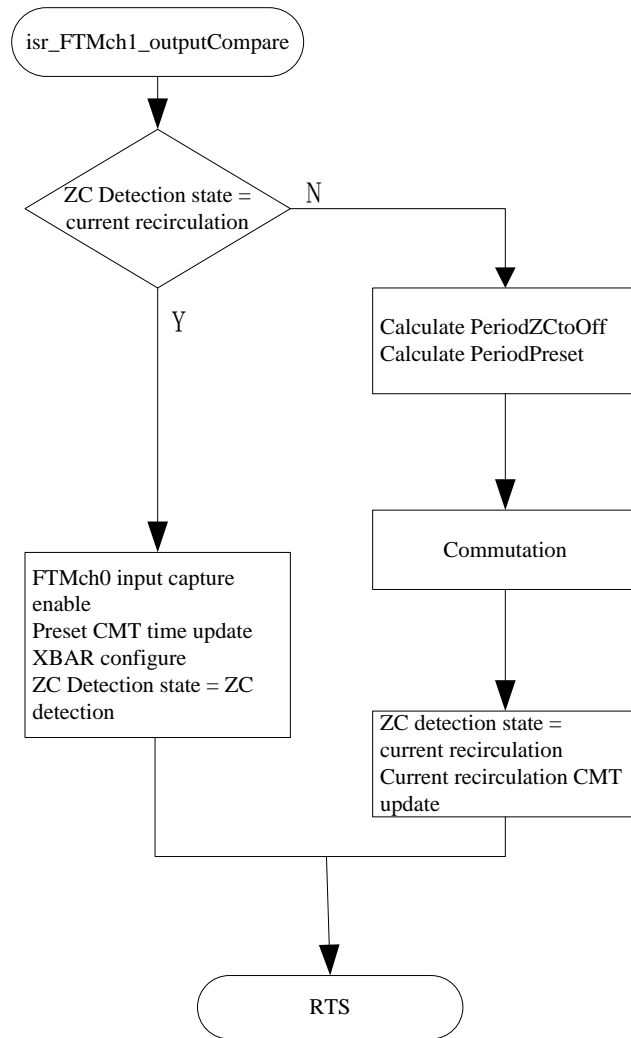 isr_FTMch1_outputCompare
ZC Detection state =
current recirculation
N
Y
Calculate PeriodZCtoOff
Calculate PeriodPreset
Commutation
FTMch0 input capture
enable
Preset CMT time update
XBAR configure
ZC Detection state = ZC
detection
ZC detection state =
current recirculation
Current recirculation CMT
update
RTS